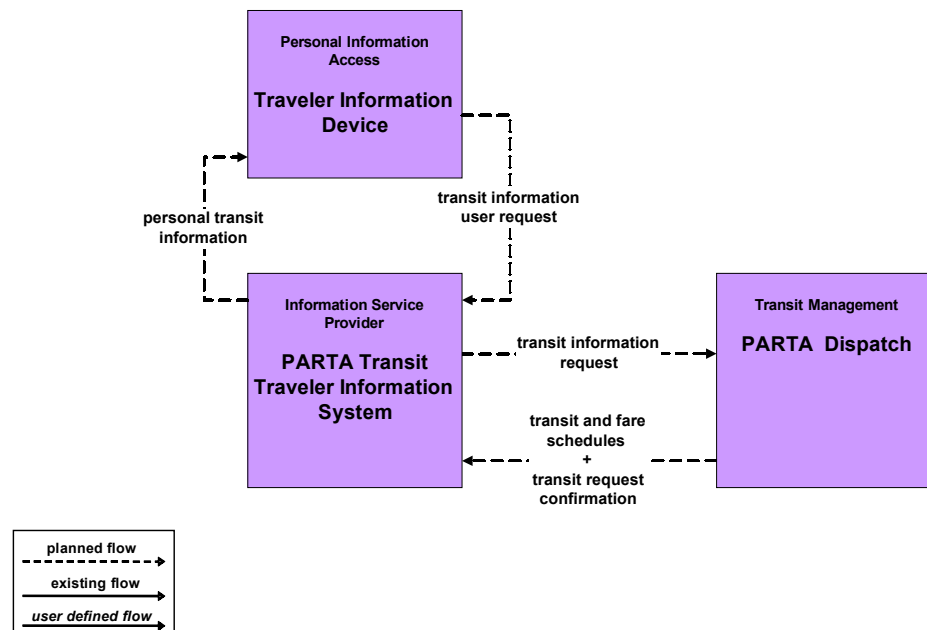 Personal Information
Access
Traveler Information
Device
transit information
user request
personal transit
information
Information Service
Provider
PARTA Transit
Traveler Information
System
transit information
request
Transit Management
PARTA Dispatch
transit and fare
schedules
+
transit request
confirmation
planned flow
existing flow
user defined flow